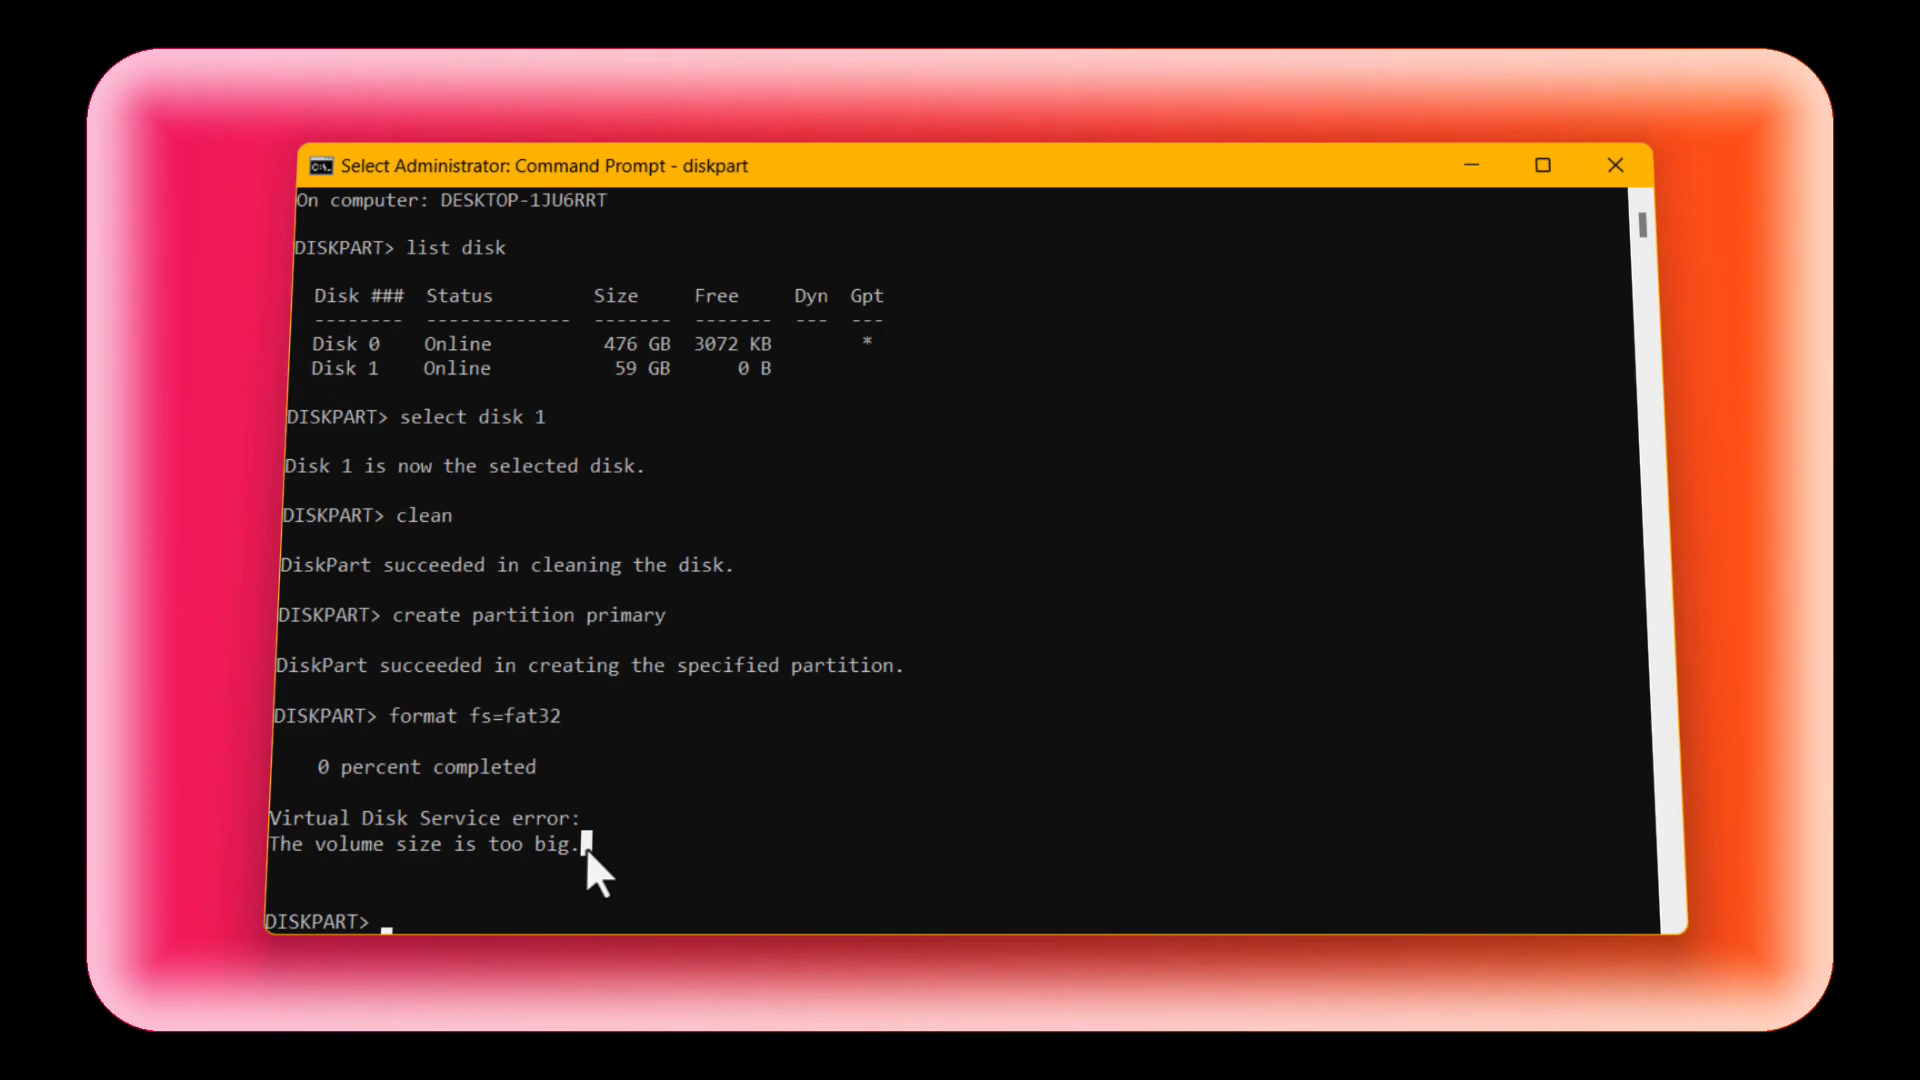 Select Administrator: Command Prompt - diskpart
On computer: DESKTOP-1JU6RRT
DISKPART> list disk
Disk ### Status Size Free Dyn Gpt
-------- ------------- ------- ------- --- ---
Disk 0 Online 476 GB 3072 KB *
Disk 1 Online 59 GB 0 B
DISKPART> select disk 1
Disk 1 is now the selected disk.
DISKPART> clean
DiskPart succeeded in cleaning the disk.
DISKPART> create partition primary
DiskPart succeeded in creating the specified partition.
DISKPART> format fs=fat32
0 percent completed
Virtual Disk Service error:
The volume size is too big.
DISKPART>